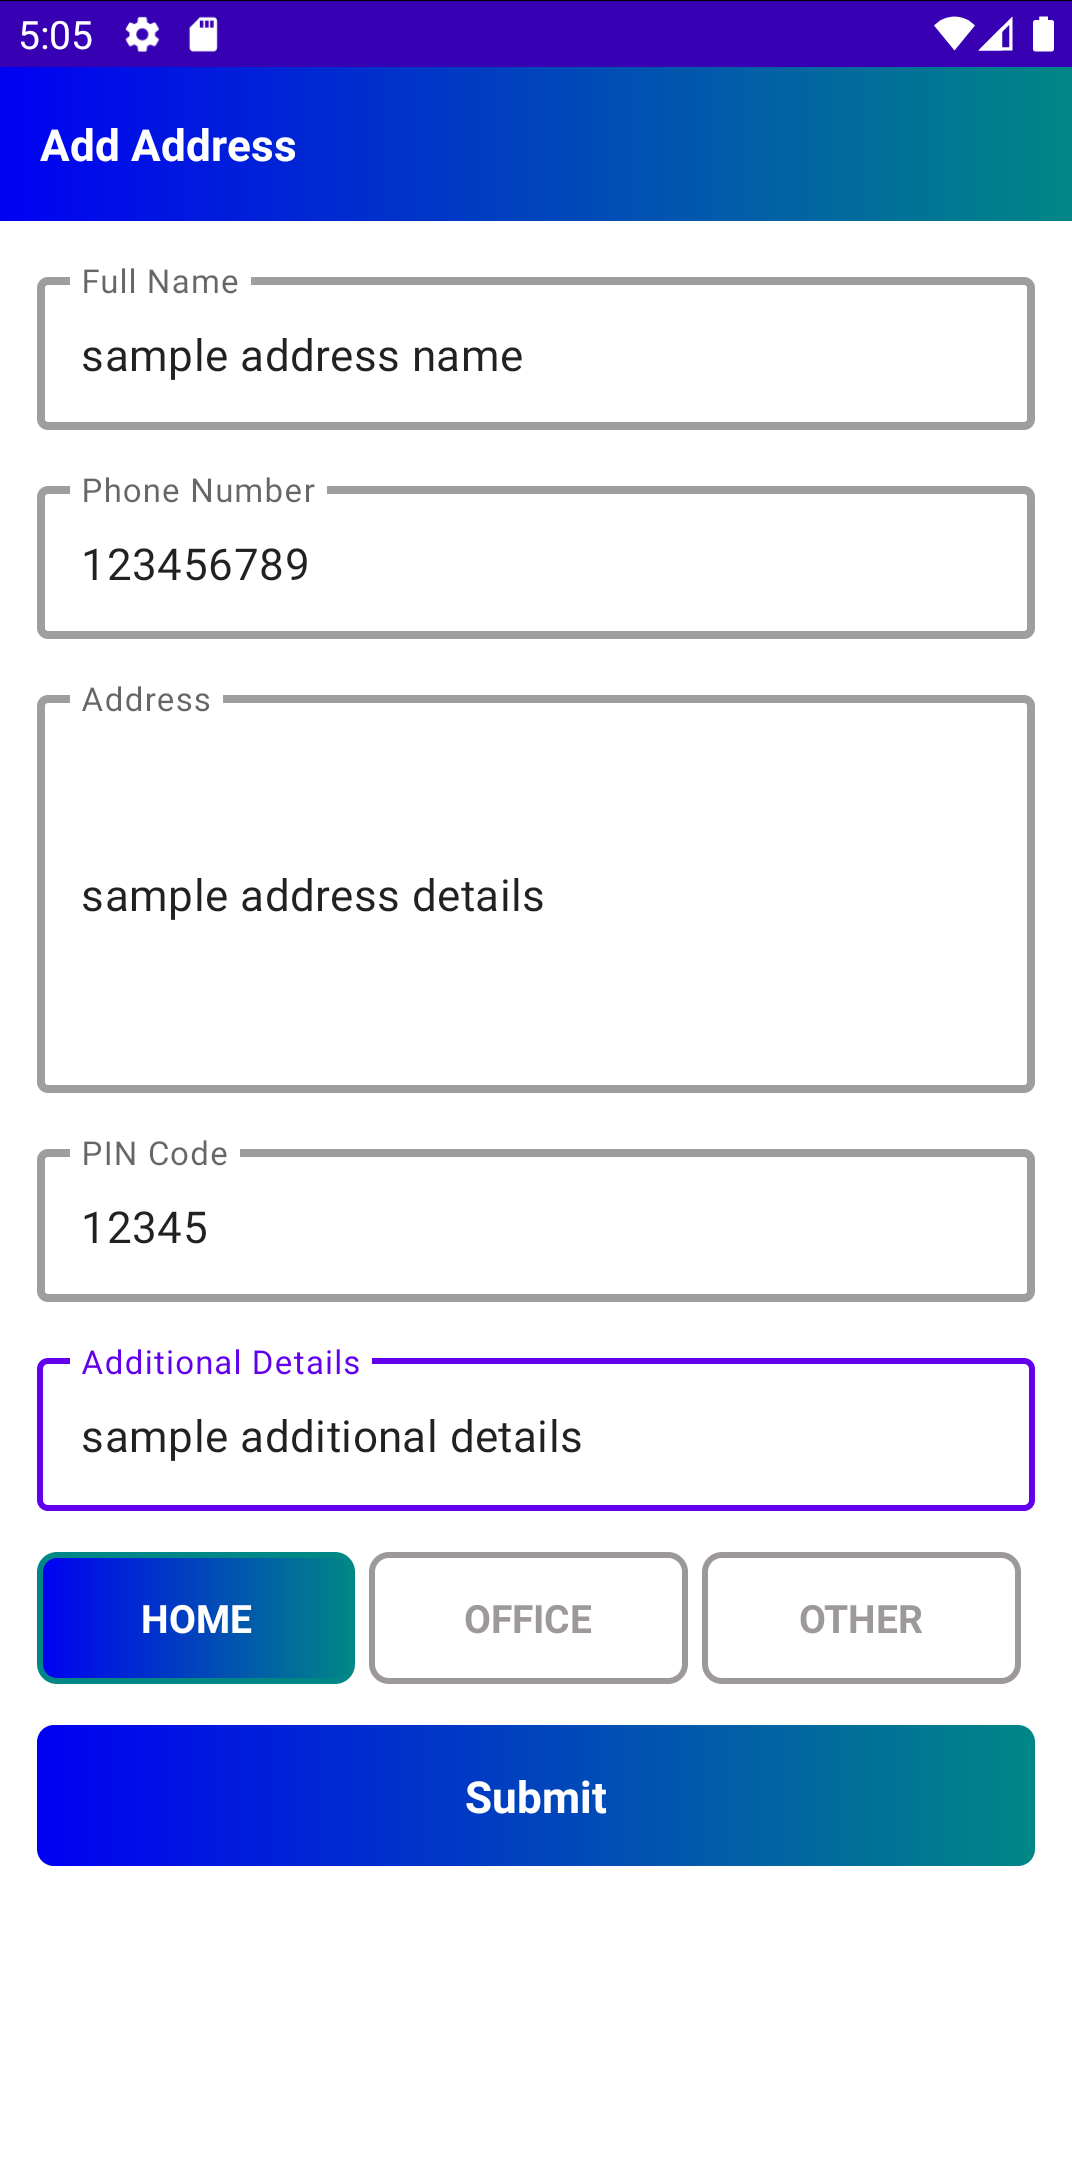 5:05
Add Address
Full Name
sample address name
Phone Number
123456789
Address
sample address details
PIN Code
12345
Additional Details
sample additional details
HOME OFFICE OTHER
Submit